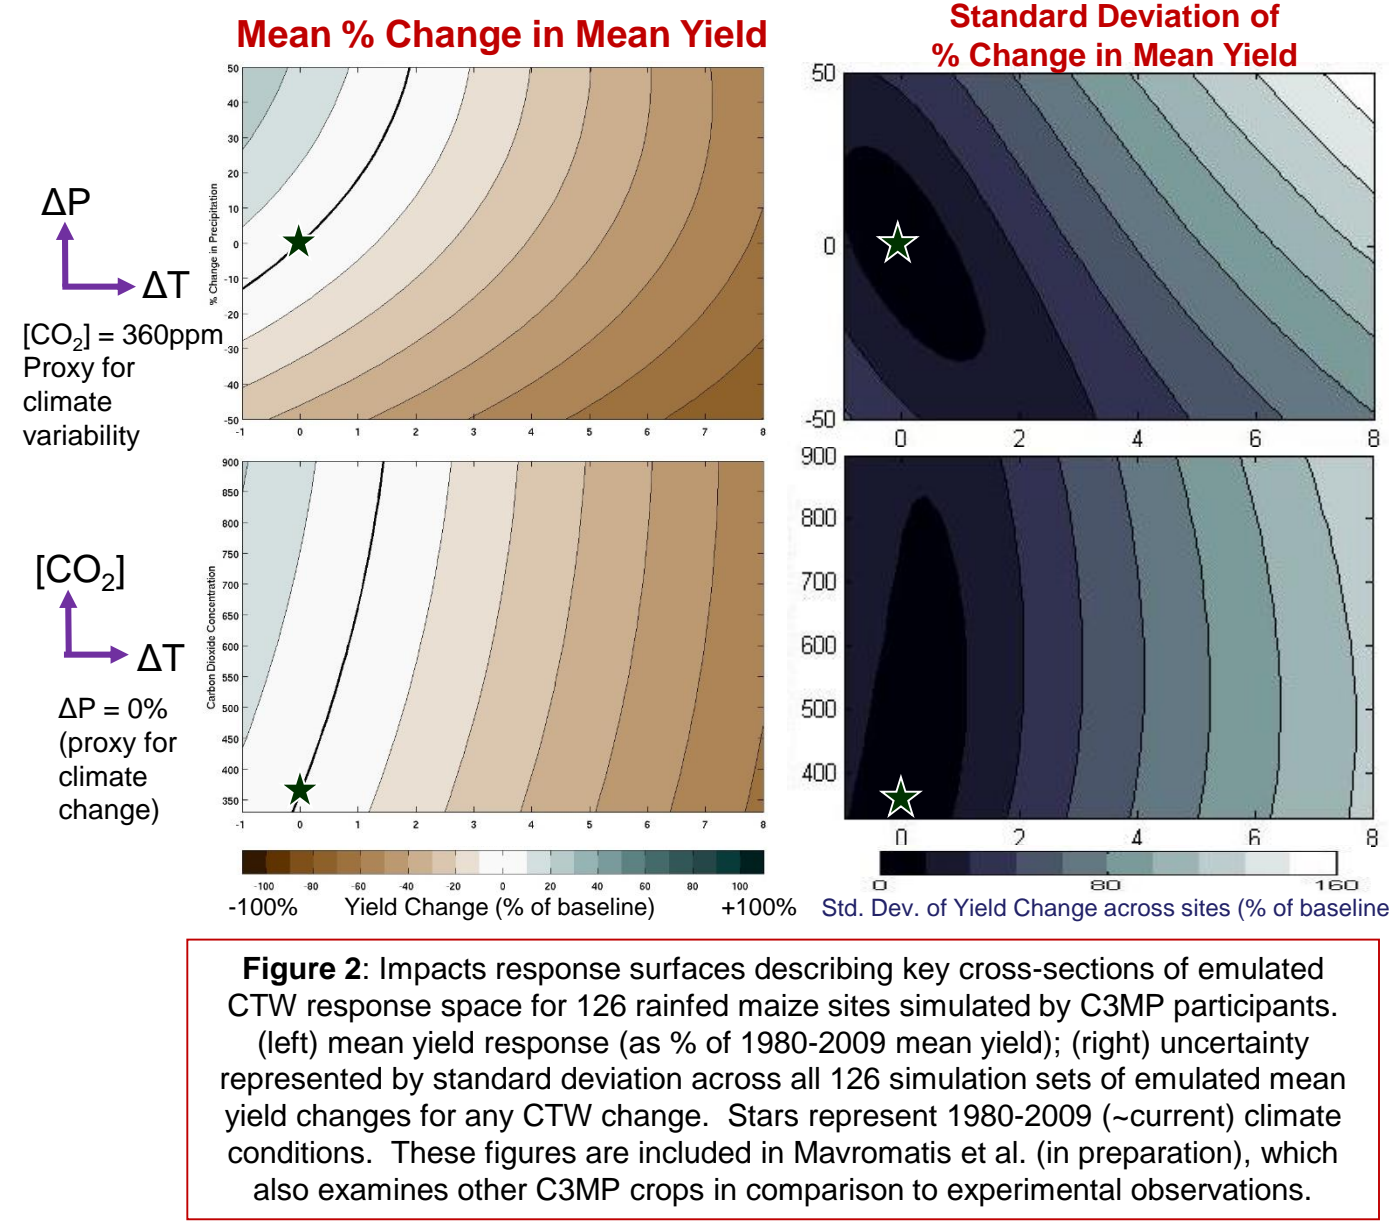 Mean % Change in Mean Yield
Standard Deviation of
% Change in Mean Yield
ΔP
ΔT
[CO2] = 360ppm
Proxy for
climate
variability
% Change in Precipitation
50
40
30
20
10
0
-10
-20
-30
-40
-50
-1 0 1 2 3 4 5 6 7 8
50
0
-50
0 2 4 6 8
[CO2]
ΔT
ΔP = 0%
(proxy for
climate
change)
Carbon Dioxide Concentration
900
850
800
750
700
650
600
550
500
450
400
350
-1 0 1 2 3 4 5 6 7 8
900
800
700
600
500
400
0 2 4 6 8
-100 -80 -60 -40 -20 0 20 40 60 80 100
-100% Yield Change (% of baseline) +100%
0 80 160
Std. Dev. of Yield Change across sites (% of baseline
Figure 2: Impacts response surfaces describing key cross-sections of emulated
CTW response space for 126 rainfed maize sites simulated by C3MP participants.
(left) mean yield response (as % of 1980-2009 mean yield); (right) uncertainty
represented by standard deviation across all 126 simulation sets of emulated mean
yield changes for any CTW change. Stars represent 1980-2009 (~current) climate
conditions. These figures are included in Mavromatis et al. (in preparation), which
also examines other C3MP crops in comparison to experimental observations.